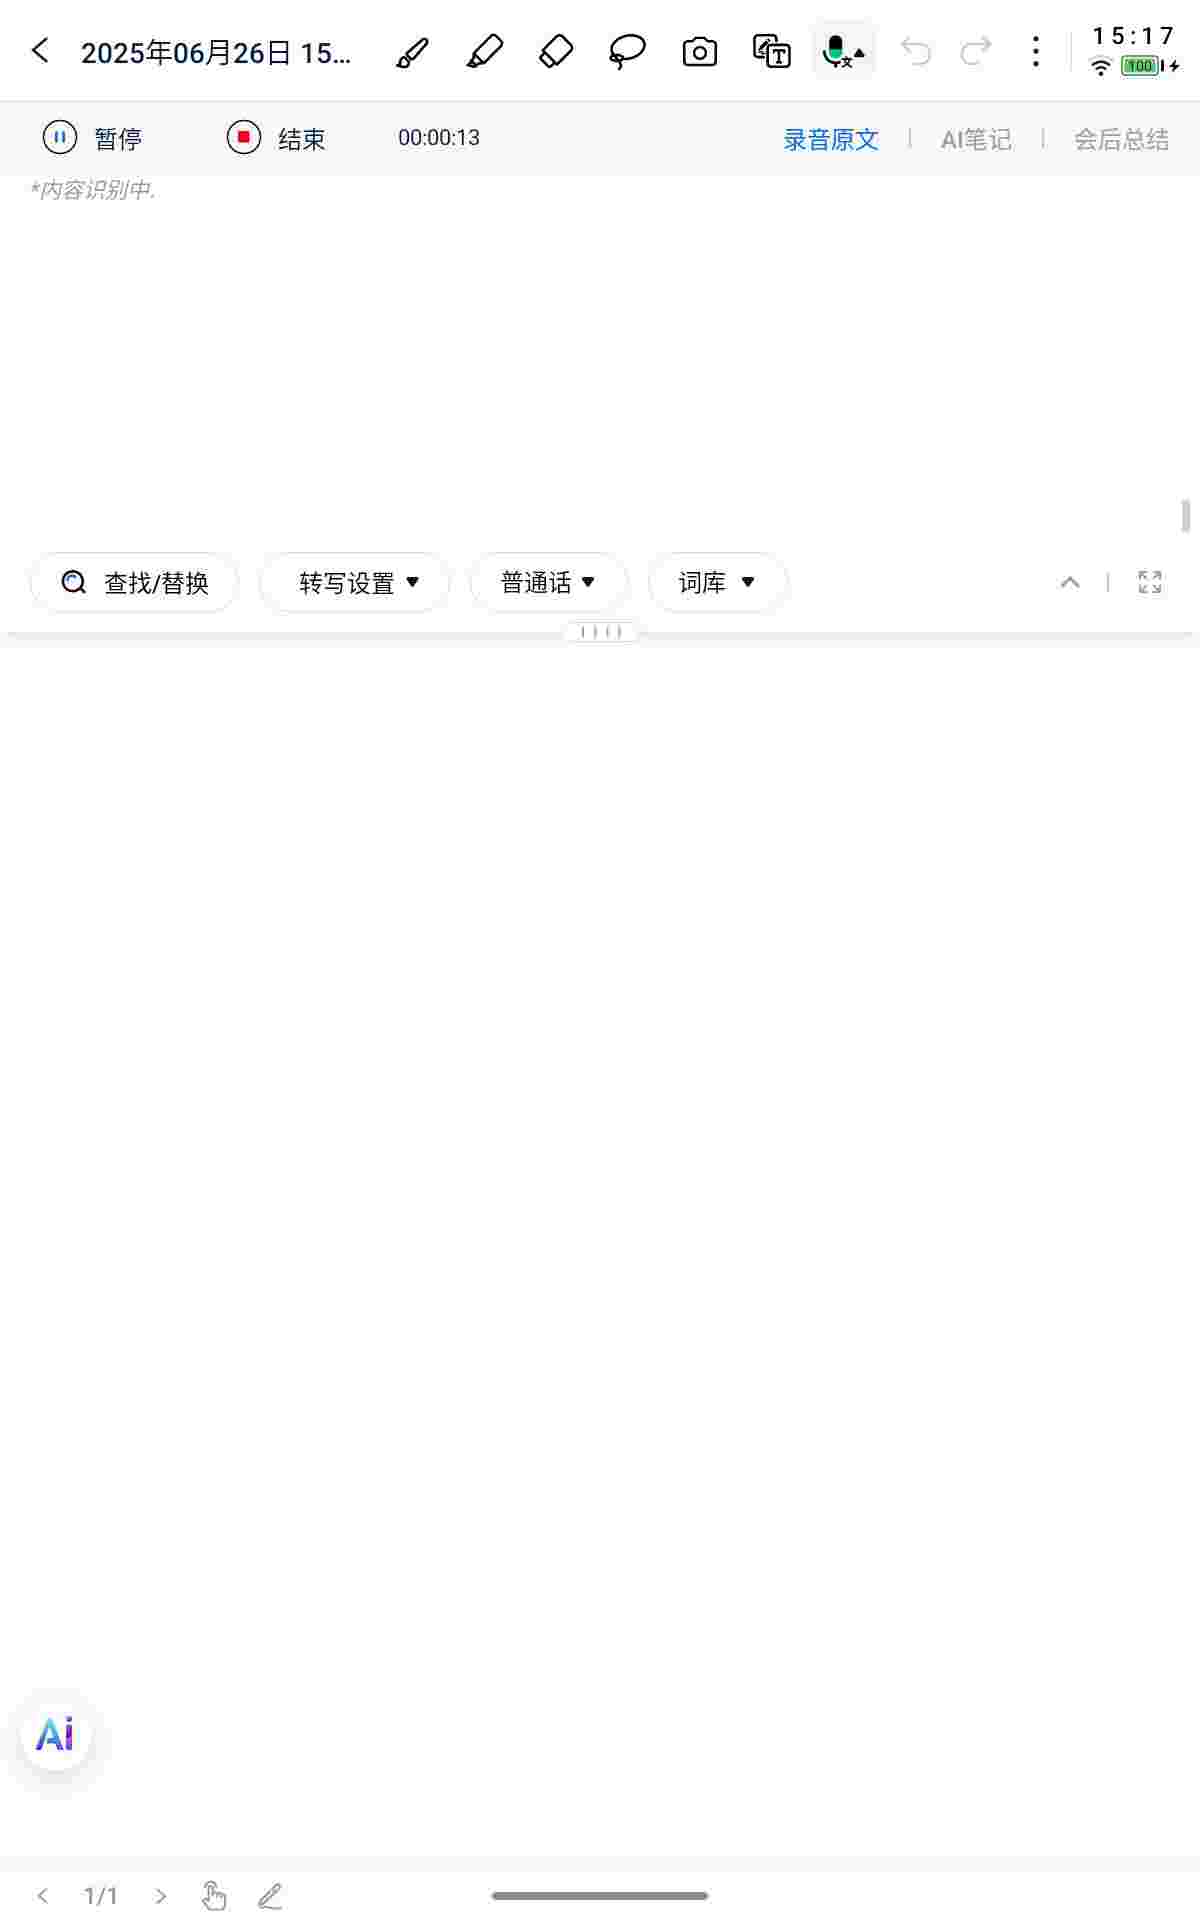 2025年06月26日 15...
15:17
100
暂停 结束 00:00:13 录音原文 AI笔记 会后总结
*内容识别中.
查找/替换 转写设置 普通话 词库
Ai
1/1